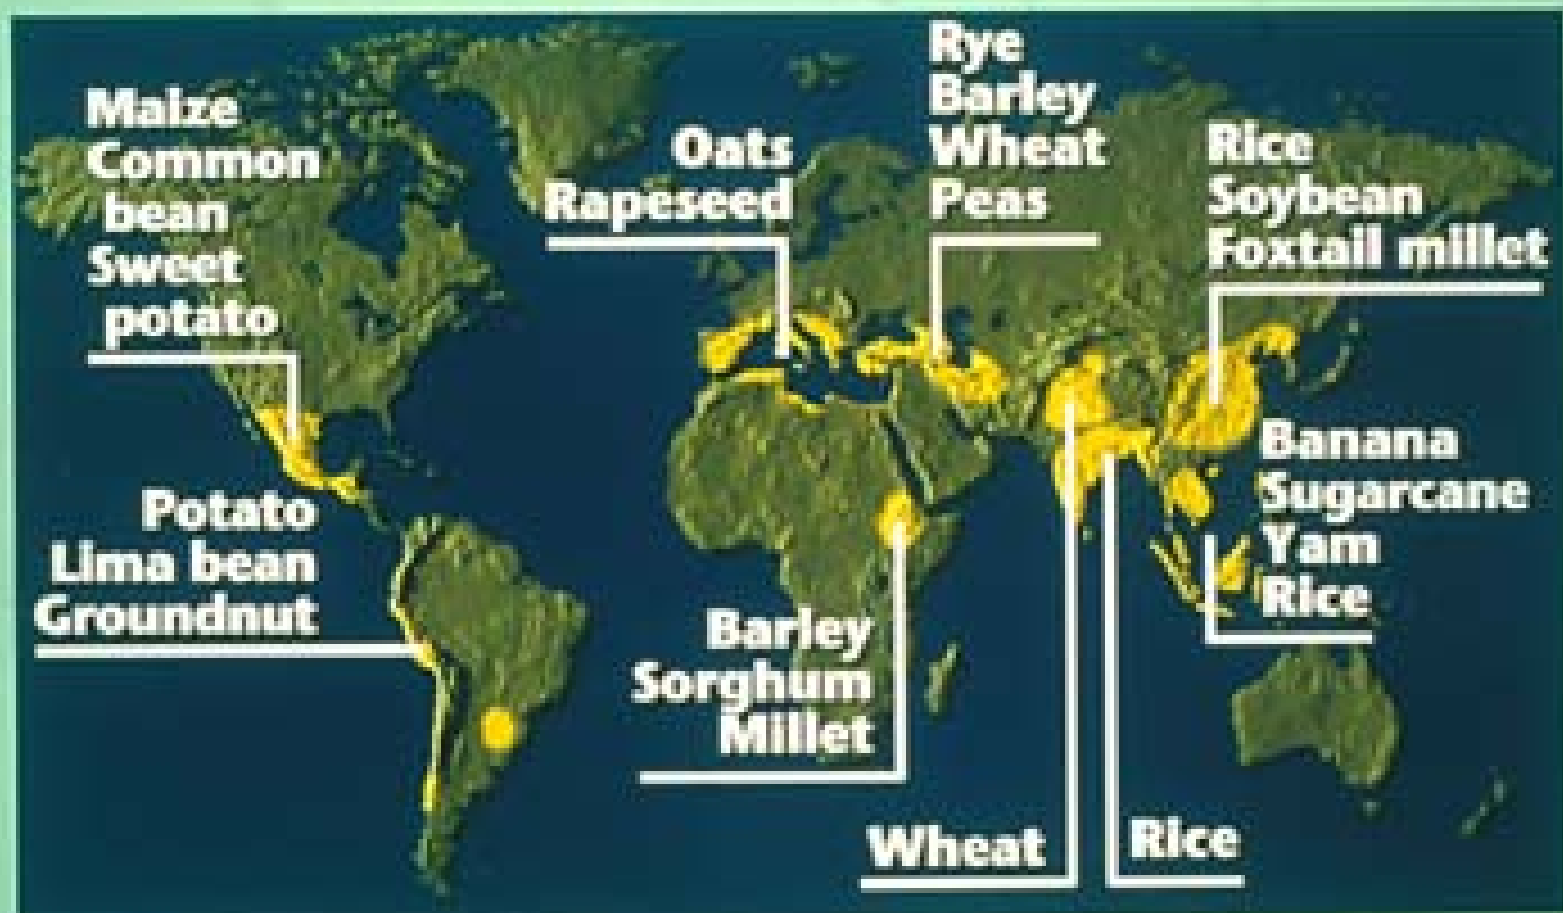 Maize
Common
bean
Sweet
potato
Potato
Lima bean
Groundnut
Oats
Rapeseed
Rye
Barley
Wheat
Peas
Rice
Soybean
Foxtail millet
Banana
Sugarcane
Yam
Rice
Barley
Sorghum
Millet
Wheat
Rice